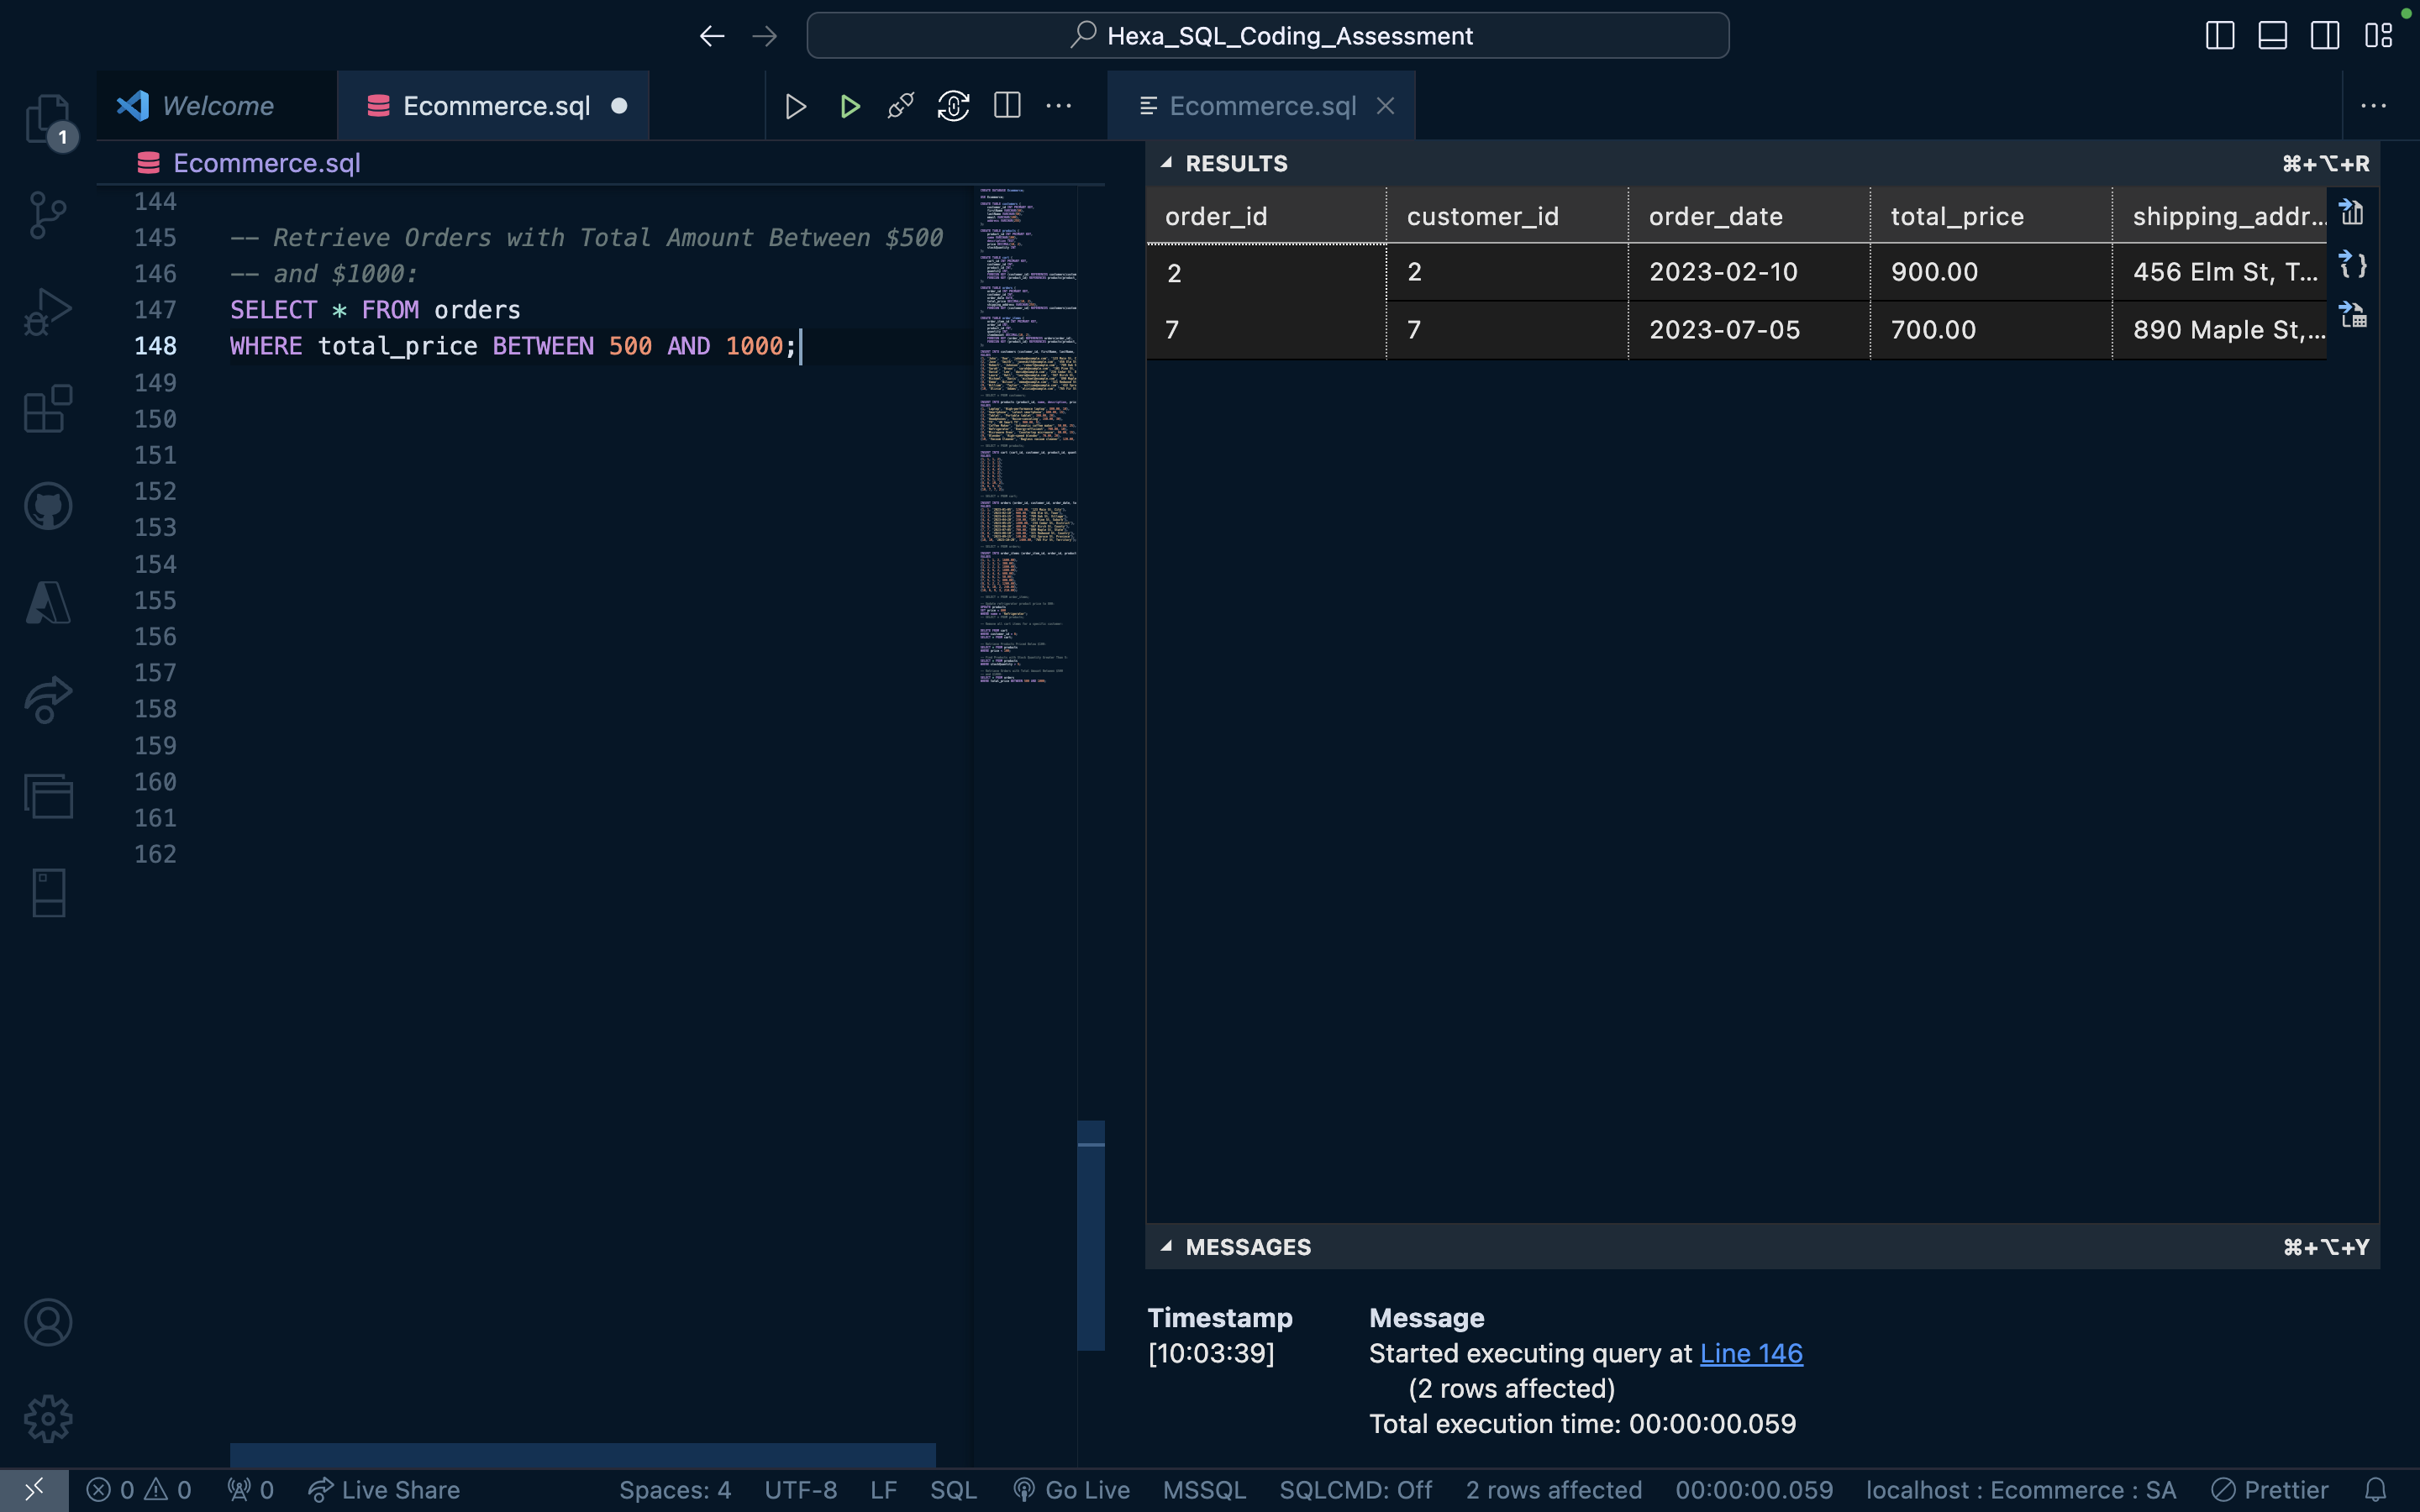 Hexa_SQL_Coding_Assessment
1
Welcome
Ecommerce.sql
Ecommerce.sql
Ecommerce.sql
144
145 -- Retrieve Orders with Total Amount Between $500
146 -- and $1000:
147 SELECT * FROM orders
148 WHERE total_price BETWEEN 500 AND 1000;
149
150
151
152
153
154
155
156
157
158
159
160
161
162
RESULTS ⌘+⌥+R
order_id customer_id order_date total_price shipping_addr...
2 2 2023-02-10 900.00 456 Elm St, T...
7 7 2023-07-05 700.00 890 Maple St,...
MESSAGES ⌘+⌥+Y
Timestamp Message
[10:03:39] Started executing query at Line 146
(2 rows affected)
Total execution time: 00:00:00.059
0 0 0 Live Share Spaces: 4 UTF-8 LF SQL Go Live MSSQL SQLCMD: Off 2 rows affected 00:00:00.059 localhost : Ecommerce : SA Prettier